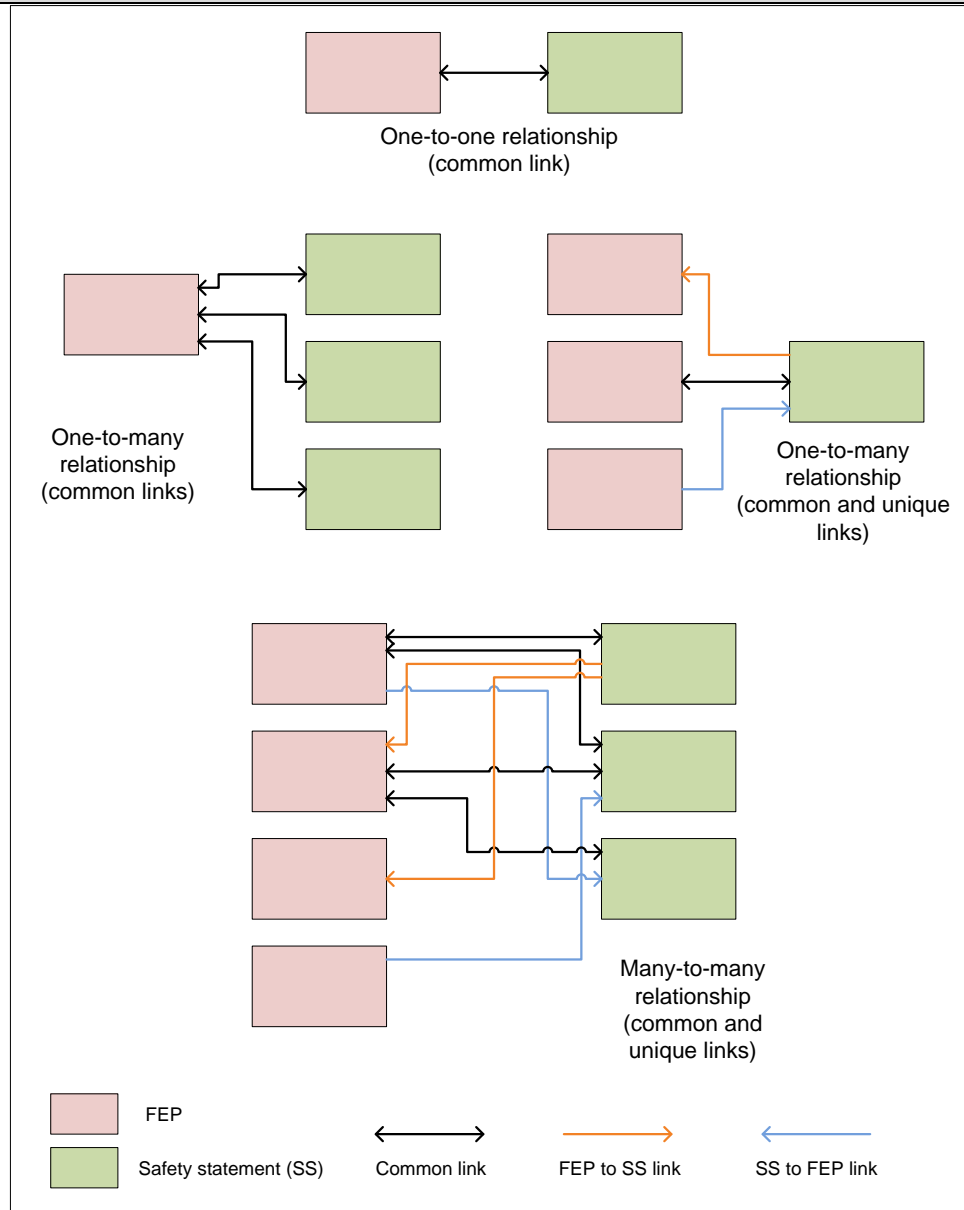 One-to-one relationship
(common link)
One-to-many
relationship
(common links)
One-to-many
relationship
(common and unique
links)
Many-to-many
relationship
(common and
unique links)
FEP
Safety statement (SS)
Common link
FEP to SS link
SS to FEP link